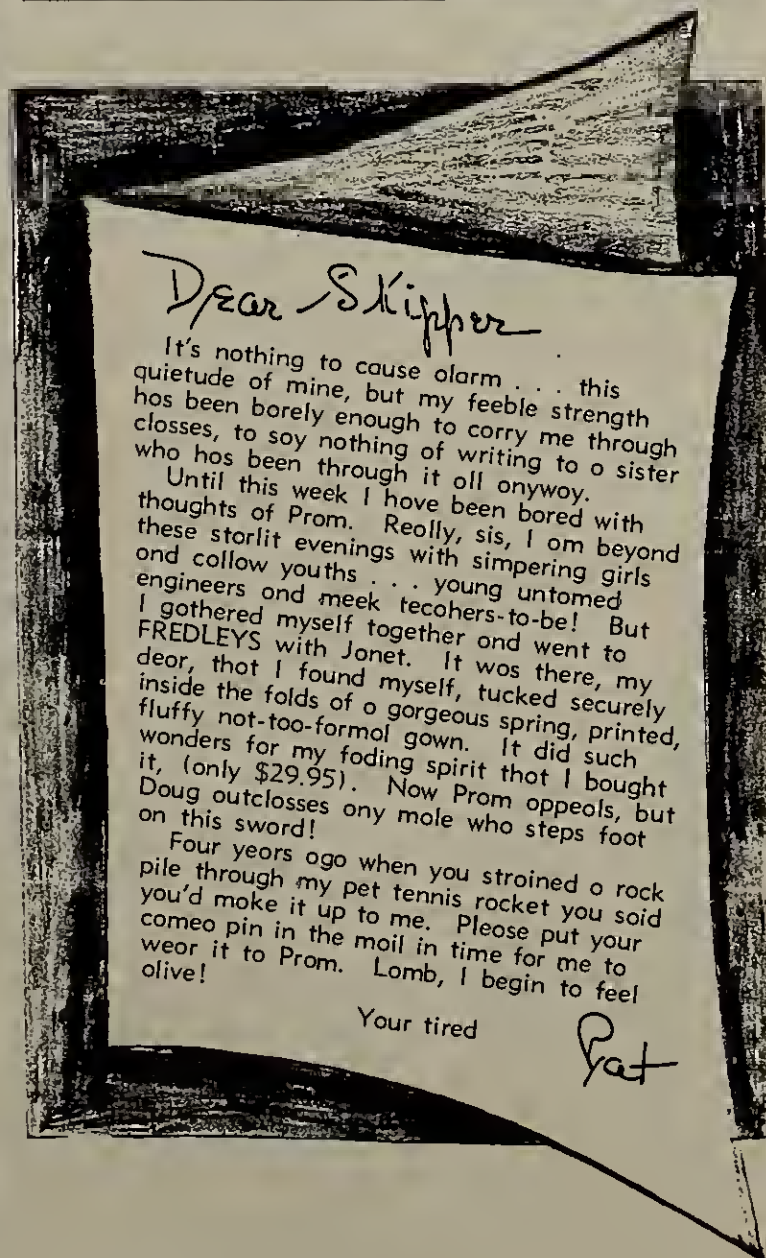 Dear Skipper
It's nothing to cause olarm . . . this
quietude of mine, but my feeble strength
hos been borely enough to corry me through
closses, to soy nothing of writing to o sister
who hos been through it oll onywoy.
Until this week I hove been bored with
thoughts of Prom. Reolly, sis, I om beyond
these storlit evenings with simpering girls
ond collow youths . . . young untomed
engineers ond meek tecohers-to-be! But
I gothered myself together ond went to
FREDLEYS with Jonet. It wos there, my
deor, thot I found myself, tucked securely
inside the folds of o gorgeous spring, printed,
fluffy not-too-formol gown. It did such
wonders for my foding spirit thot I bought
it, (only $29.95). Now Prom oppeols, but
Doug outclosses ony mole who steps foot
on this sword!
Four yeors ogo when you stroined o rock
pile through my pet tennis rocket you soid
you'd moke it up to me. Pleose put your
comeo pin in the moil in time for me to
weor it to Prom. Lomb, I begin to feel
olive!
Your tired
Pat